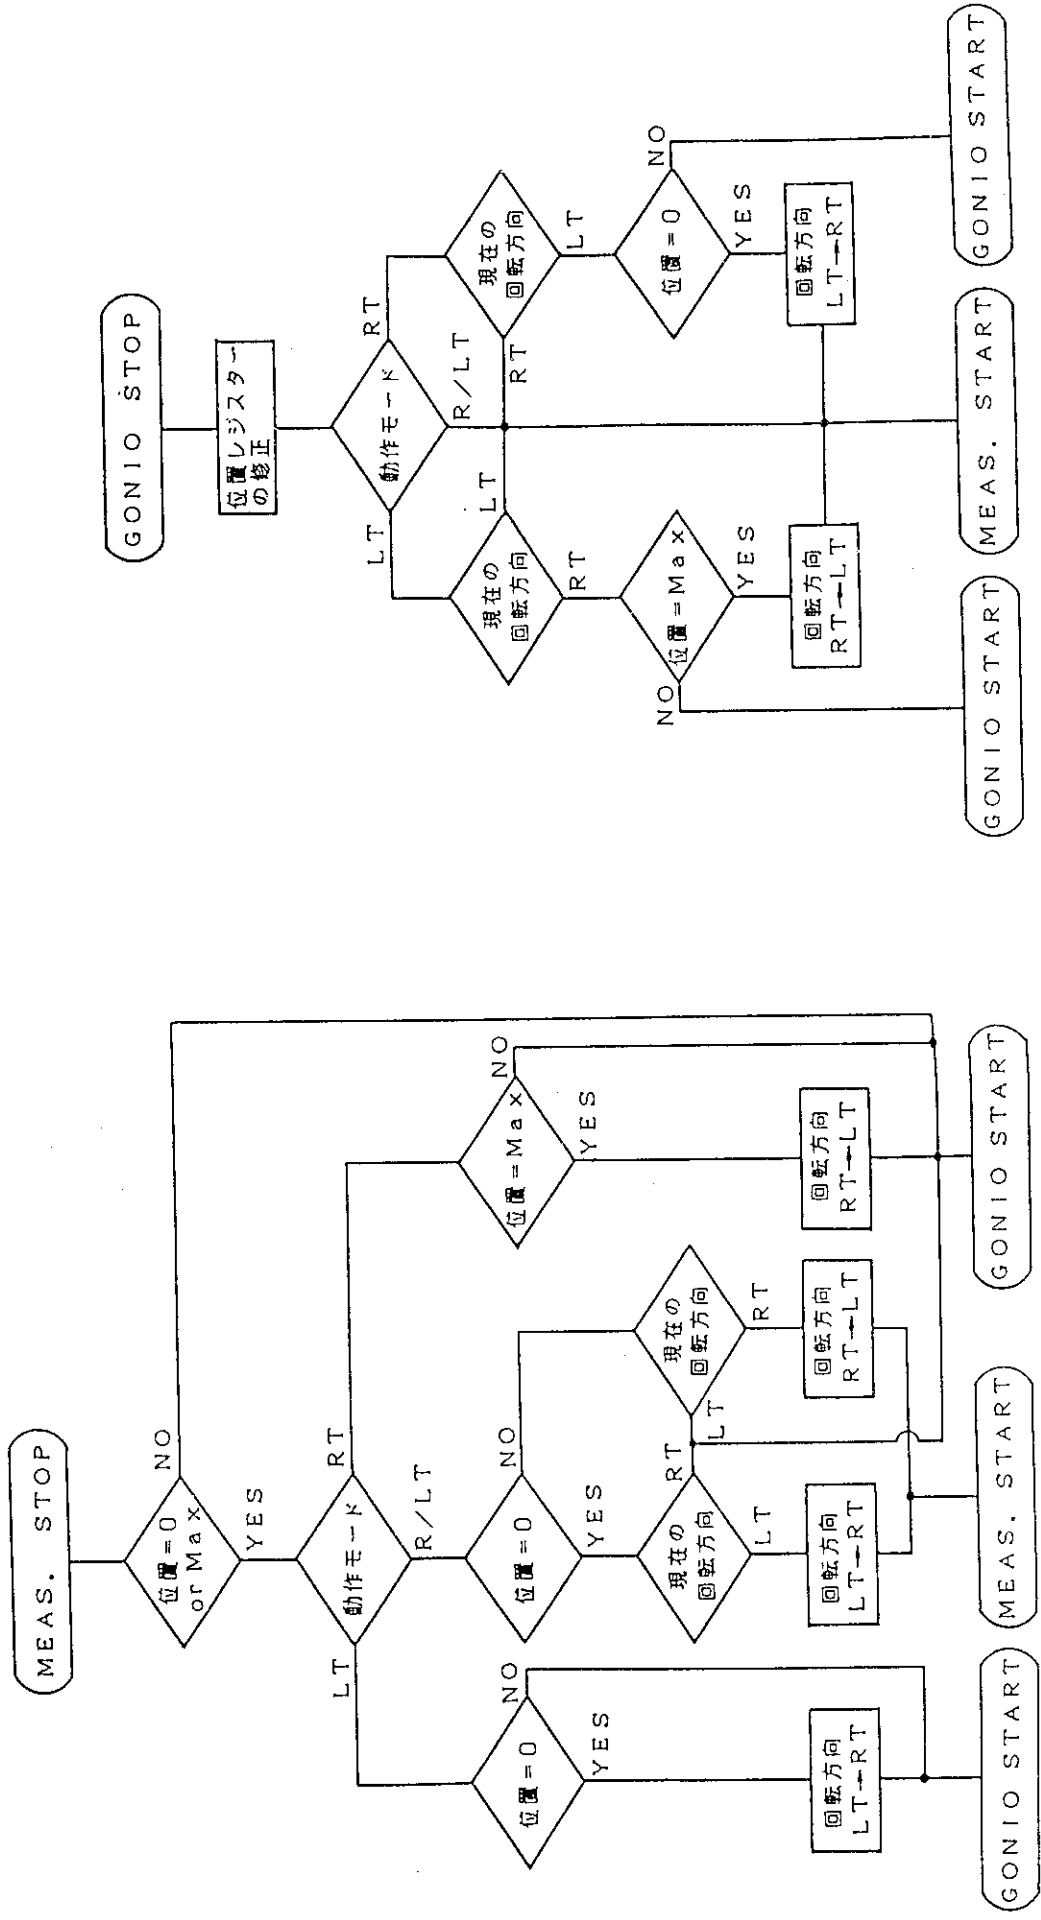 MEAS. STOP
位置=0
or Max
NO
YES
動作モード
LT
RT
R/LT
位置=0
NO
YES
位置=0
NO
YES
位置=Max
NO
YES
現在の
回転方向
RT
LT
現在の
回転方向
LT
RT
回転方向
LT→RT
回転方向
LT→RT
回転方向
RT→LT
回転方向
RT→LT
GONIO START
MEAS. START
GONIO START
GONIO STOP
位置レジスター
の修正
動作モード
LT
RT
R/LT
現在の
回転方向
LT
RT
現在の
回転方向
RT
LT
位置=Max
NO
YES
位置=0
NO
YES
回転方向
RT→LT
回転方向
LT→RT
GONIO START
MEAS. START
GONIO START